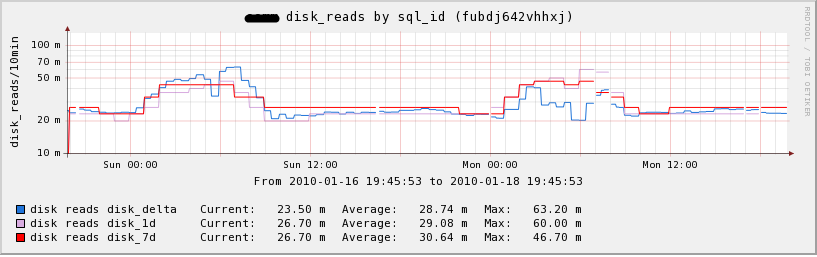 disk_reads by sql_id (fubdj642vhhxj)
RRDTOOL / TOBI OETIKER
disk_reads/10min
100 m
70 m
50 m
20 m
10 m
Sun 00:00 Sun 12:00 Mon 00:00 Mon 12:00
From 2010-01-16 19:45:53 to 2010-01-18 19:45:53
disk reads disk_delta Current: 23.50 m Average: 28.74 m Max: 63.20 m
disk reads disk_1d Current: 26.70 m Average: 29.08 m Max: 60.00 m
disk reads disk_7d Current: 26.70 m Average: 30.64 m Max: 46.70 m